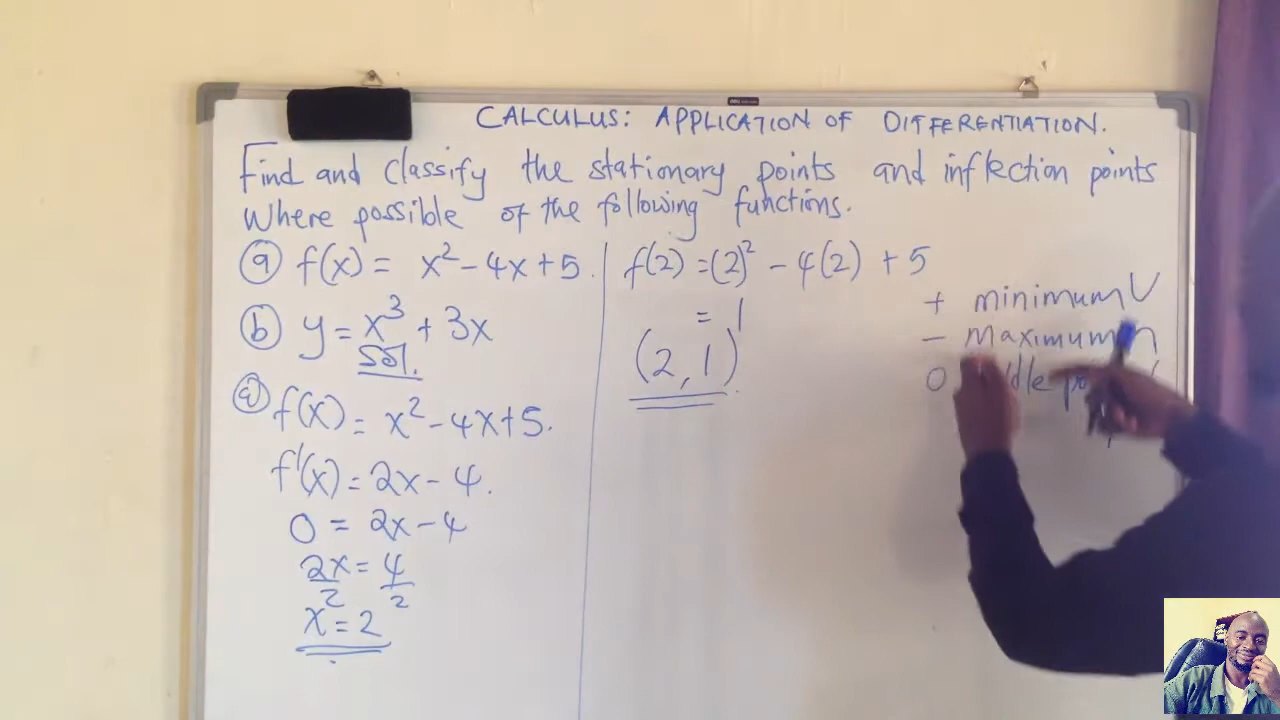 CALCULUS: APPLICATION OF DIFFERENTIATION.
Find and classify the stationary points and inflection points
where possible of the following functions.
ⓐ f(x) = x² - 4x + 5.
ⓑ y = x³ + 3x
Sol.
ⓐ f(x) = x² - 4x + 5.
f'(x) = 2x - 4.
0 = 2x - 4
2x = 4
2 2
x = 2
f(2) = (2)² - 4(2) + 5
= 1
(2, 1)
+ minimum U
- maximum n
0